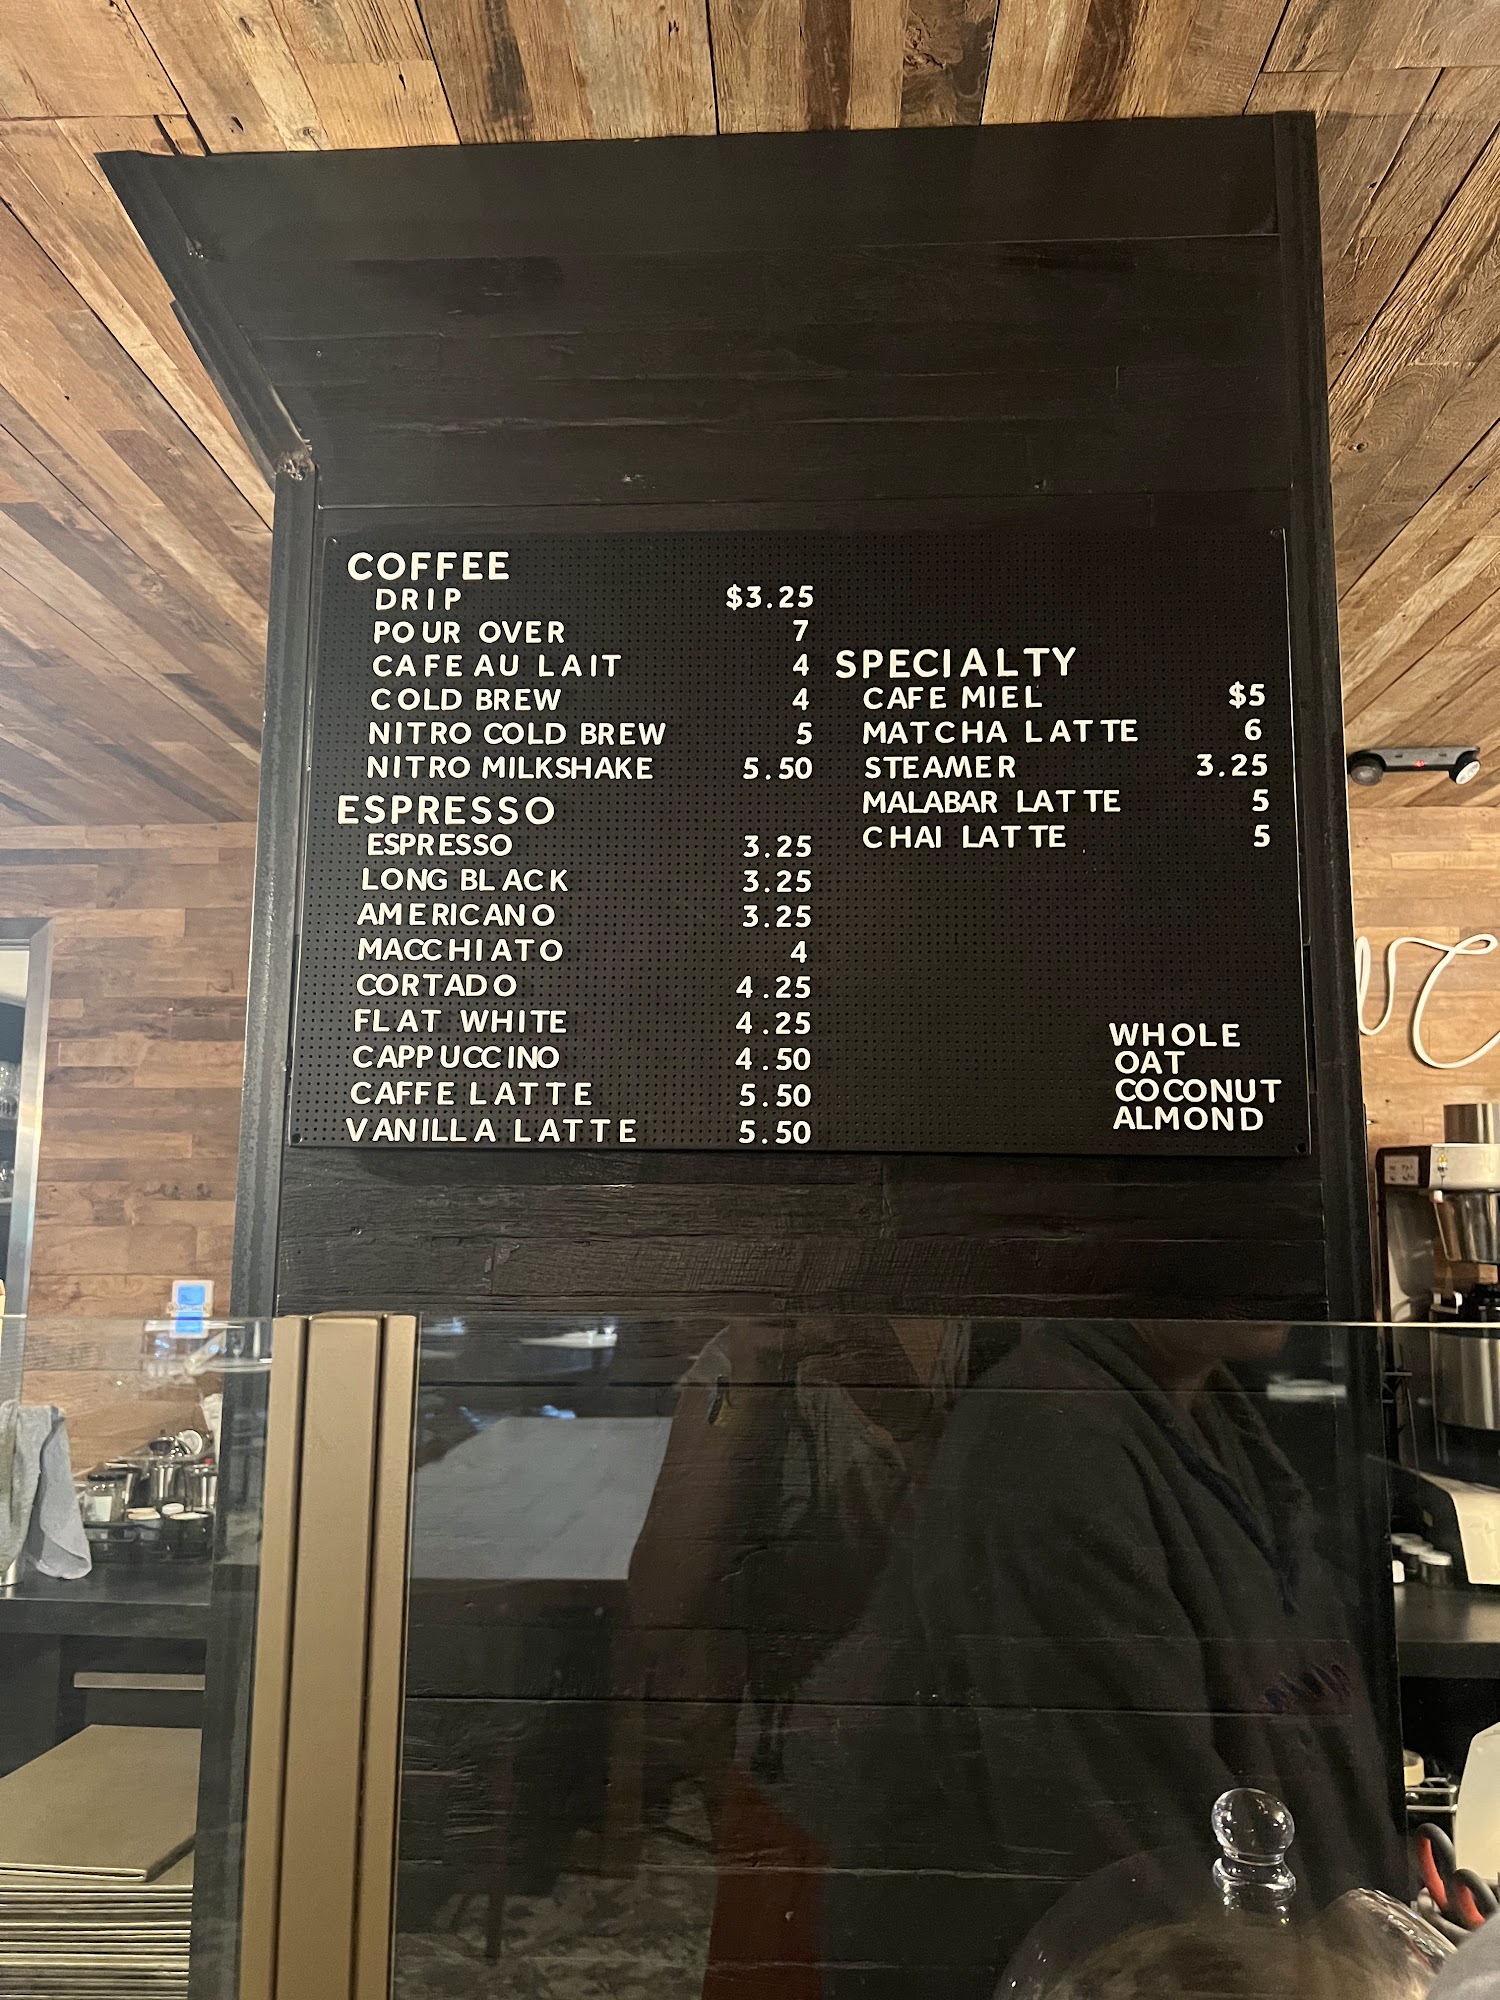 COFFEE
DRIP $3.25
POUR OVER 7
CAFE AU LAIT 4
COLD BREW 4
NITRO COLD BREW 5
NITRO MILKSHAKE 5.50
ESPRESSO
ESPRESSO 3.25
LONG BLACK 3.25
AMERICANO 3.25
MACCHIATO 4
CORTADO 4.25
FLAT WHITE 4.25
CAPPUCCINO 4.50
CAFFE LATTE 5.50
VANILLA LATTE 5.50
SPECIALTY
CAFE MIEL $5
MATCHA LATTE 6
STEAMER 3.25
MALABAR LATTE 5
CHAI LATTE 5
WHOLE
OAT
COCONUT
ALMOND